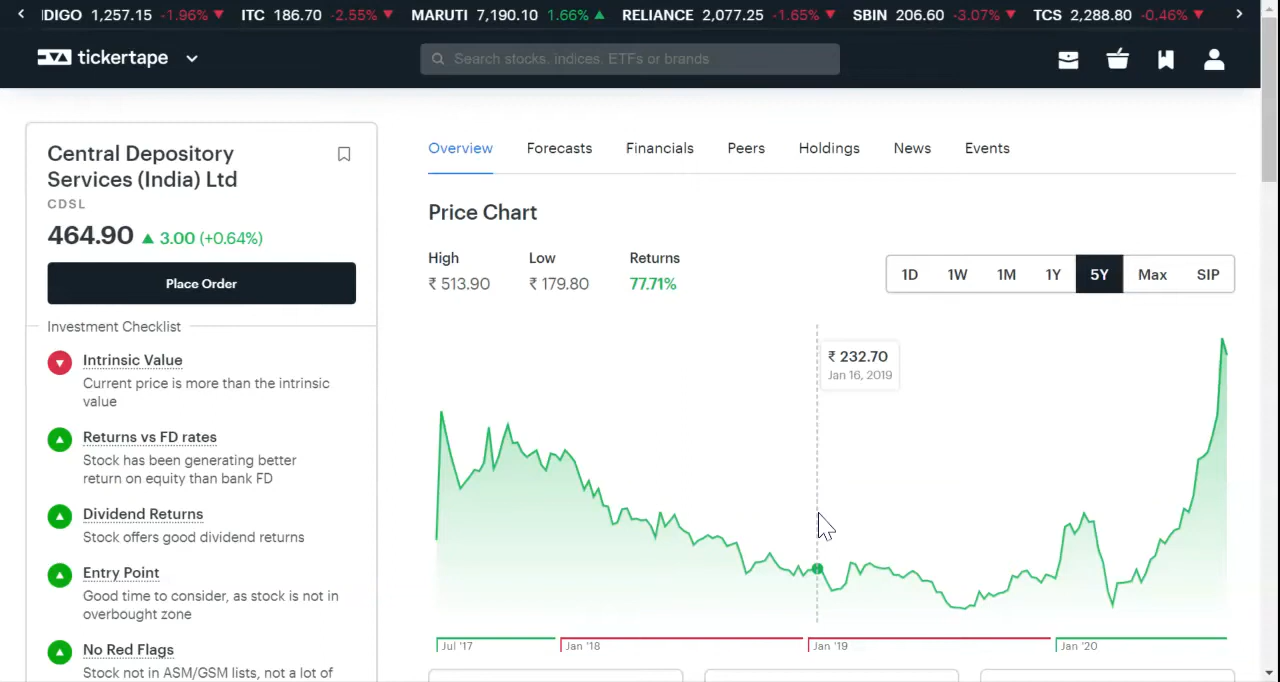 DIGO 1,257.15 -1.96% ▼ ITC 186.70 -2.55% ▼ MARUTI 7,190.10 1.66% ▲ RELIANCE 2,077.25 -1.65% ▼ SBIN 206.60 -3.07% ▼ TCS 2,288.80 -0.46% ▼
tickertape
Search stocks, indices, ETFs or brands
Central Depository
Services (India) Ltd
CDSL
464.90 ▲ 3.00 (+0.64%)
Place Order
Investment Checklist
Intrinsic Value
Current price is more than the intrinsic
value
Returns vs FD rates
Stock has been generating better
return on equity than bank FD
Dividend Returns
Stock offers good dividend returns
Entry Point
Good time to consider, as stock is not in
overbought zone
No Red Flags
Stock not in ASM/GSM lists, not a lot of
Overview Forecasts Financials Peers Holdings News Events
Price Chart
High Low Returns
₹ 513.90 ₹ 179.80 77.71%
1D 1W 1M 1Y 5Y Max SIP
₹ 232.70
Jan 16, 2019
Jul '17 Jan '18 Jan '19 Jan '20